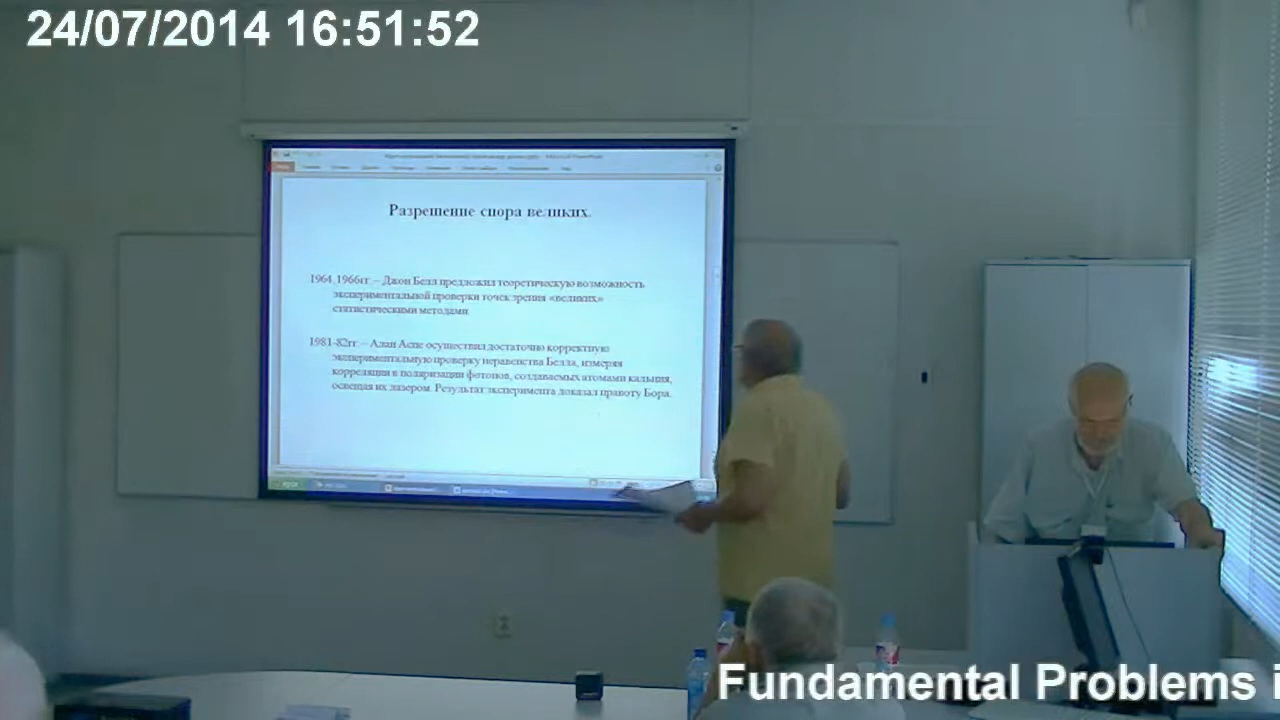 24/07/2014 16:51:52
Разрешение спора великих.
1964, 1966гг. – Джон Белл предложил теоретическую возможность
экспериментальной проверки точек зрения «великих»
статистическими методами.
1981-82гг. – Алан Аспе осуществил достаточно корректную
экспериментальную проверку неравенства Белла, измеряя
корреляции в поляризации фотонов, создаваемых атомами кальция,
освещая их лазером. Результат эксперимента доказал правоту Бора.
Fundamental Problems i